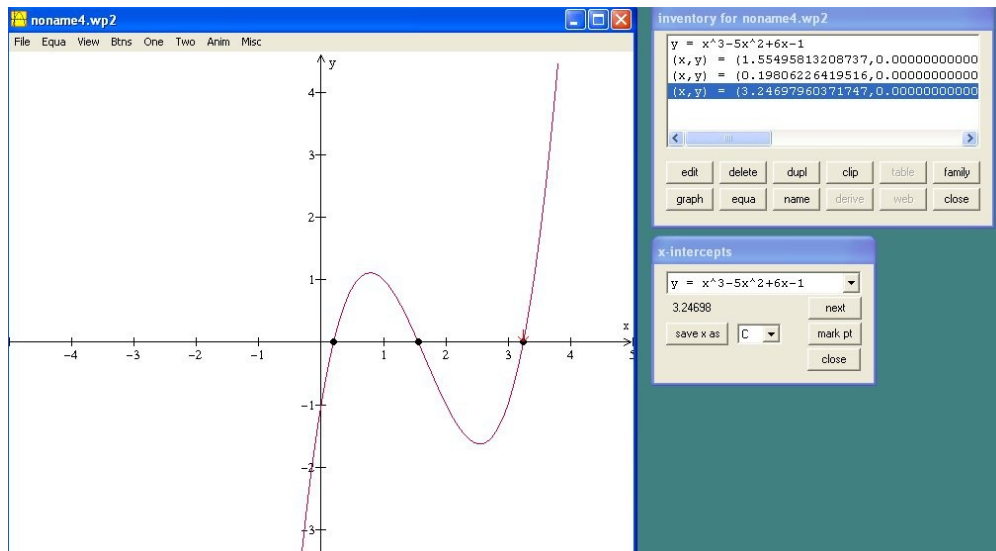 noname4.wp2
File Equa View Btns One Two Anim Misc
y
4
3
2
1
x
-4 -3 -2 -1 1 2 3 4 5
-1
-2
-3
inventory for noname4.wp2
y = x^3-5x^2+6x-1
(x,y) = (1.55495813208737,0.00000000000
(x,y) = (0.19806226419516,0.00000000000
(x,y) = (3.24697960371747,0.00000000000
edit delete dupl clip table family
graph equa name derive web close
x-intercepts
y = x^3-5x^2+6x-1
3.24698 next
save x as C mark pt
close